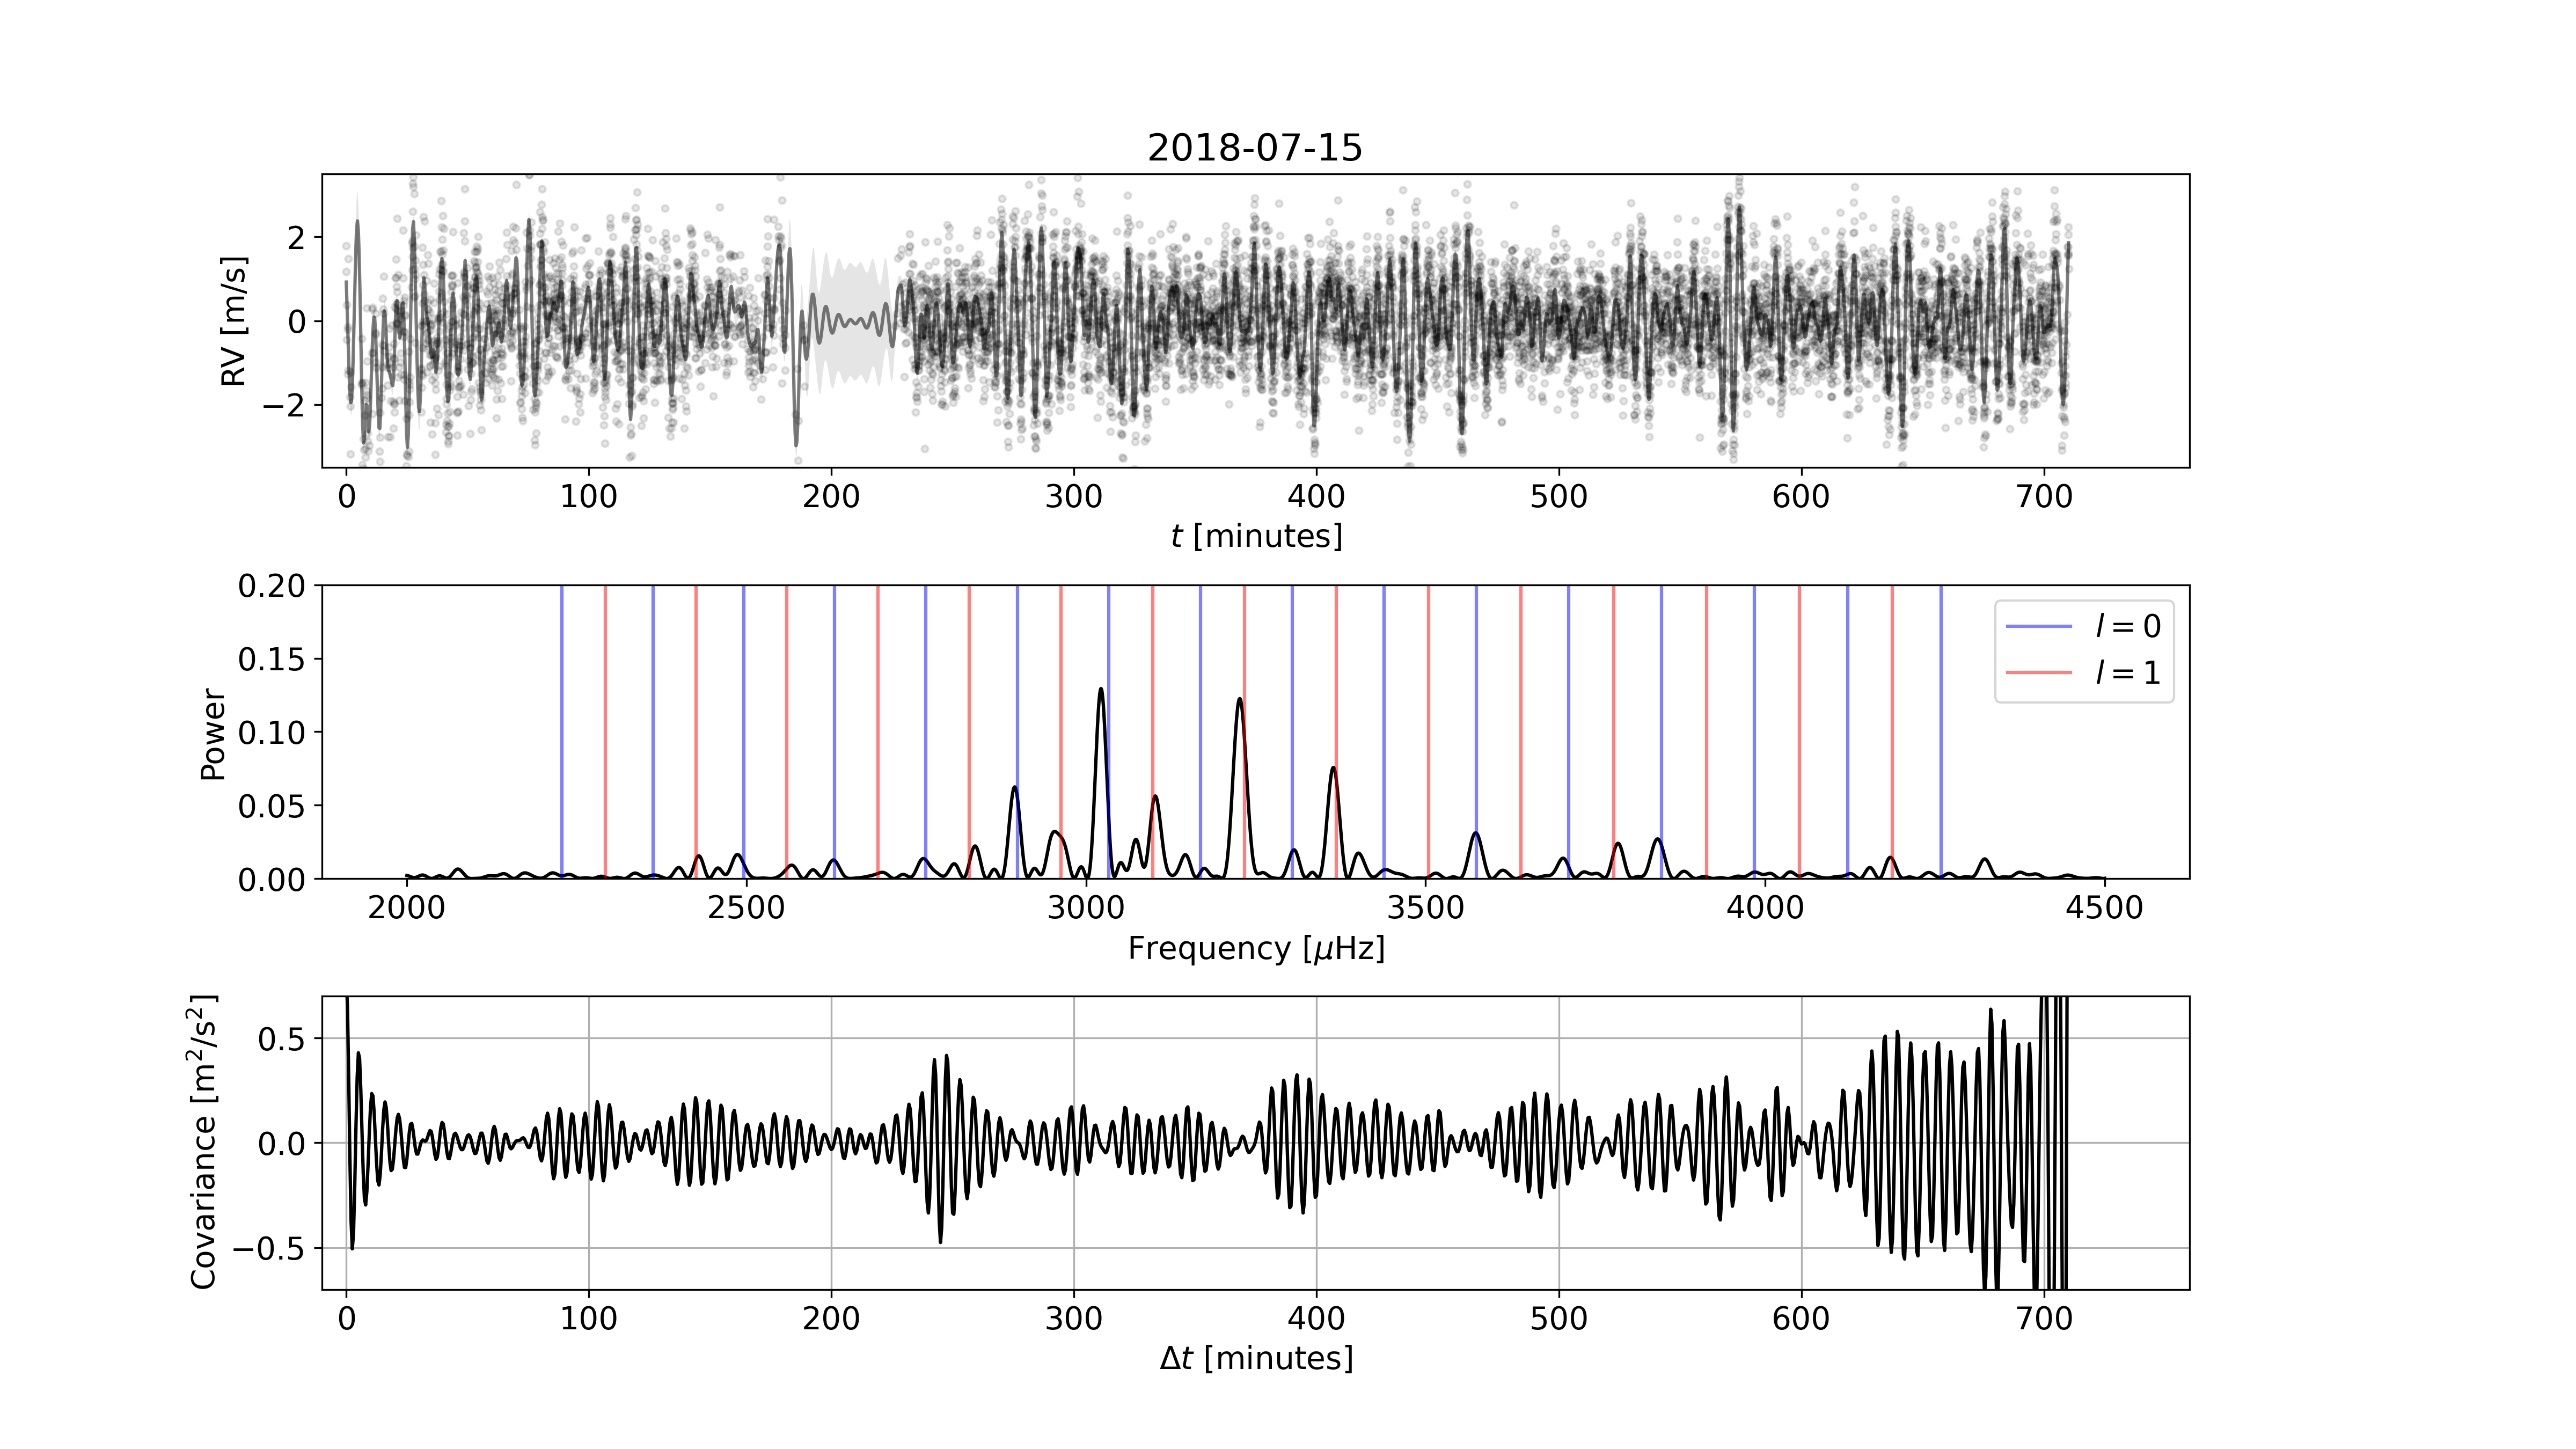 2018-07-15
RV [m/s]
2
0
−2
0 100 200 300 400 500 600 700
t [minutes]
Power
0.20
0.15
0.10
0.05
0.00
l = 0
l = 1
2000 2500 3000 3500 4000 4500
Frequency [μHz]
Covariance [m²/s²]
0.5
0.0
−0.5
0 100 200 300 400 500 600 700
Δt [minutes]